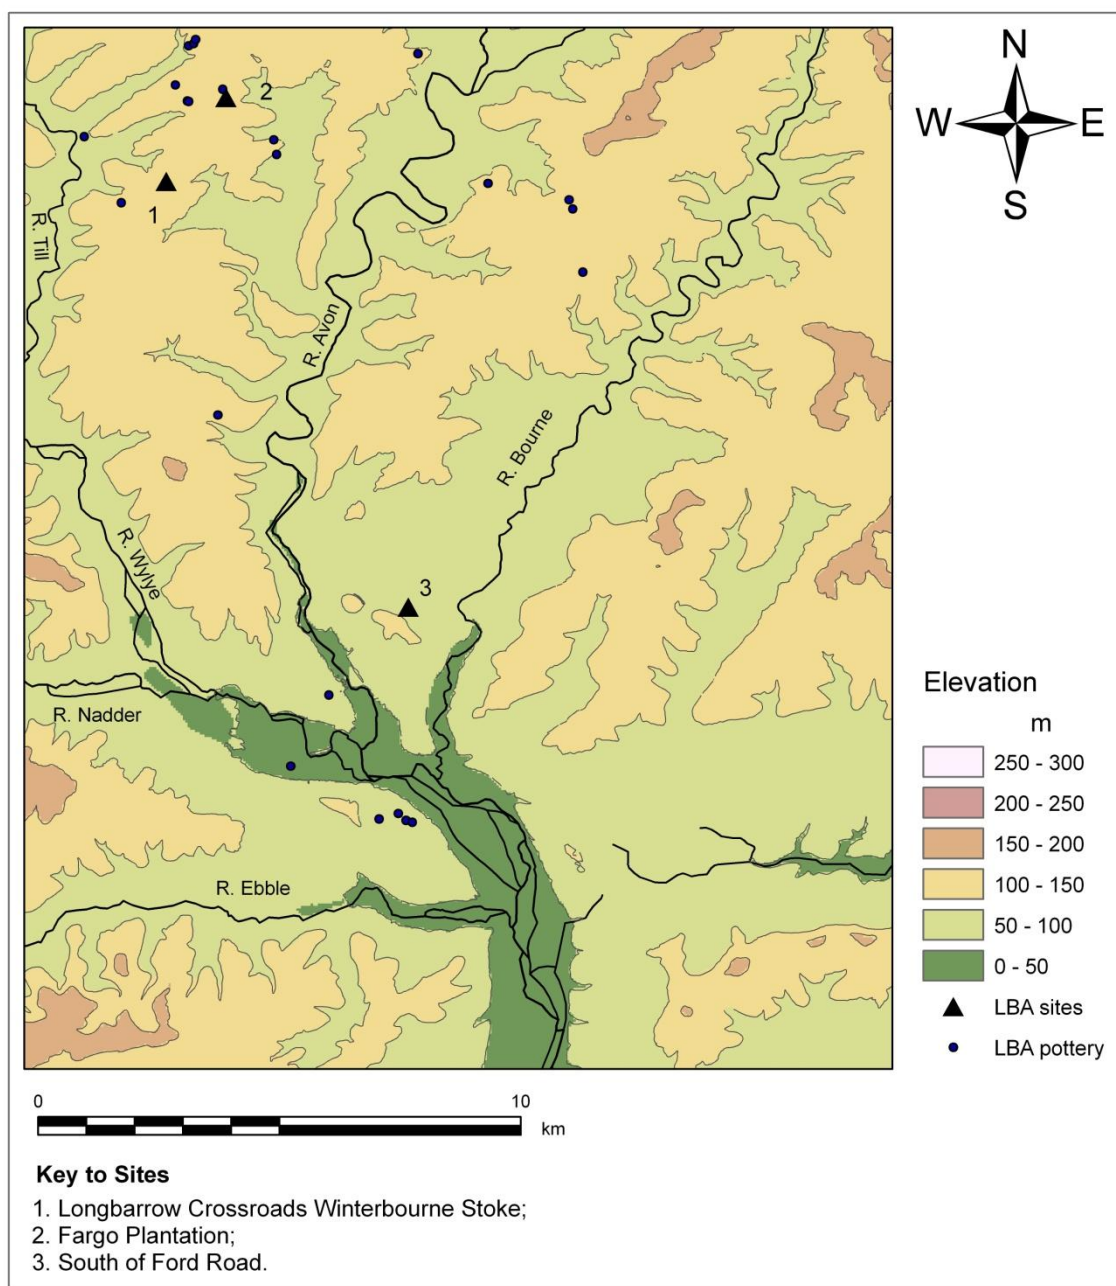 N
W E
S
2
1
R. Till
R. Avon
R. Bourne
R. Wylye
3
R. Nadder
R. Ebble
Elevation
m
250 - 300
200 - 250
150 - 200
100 - 150
50 - 100
0 - 50
LBA sites
LBA pottery
0 10
km
Key to Sites
1. Longbarrow Crossroads Winterbourne Stoke;
2. Fargo Plantation;
3. South of Ford Road.